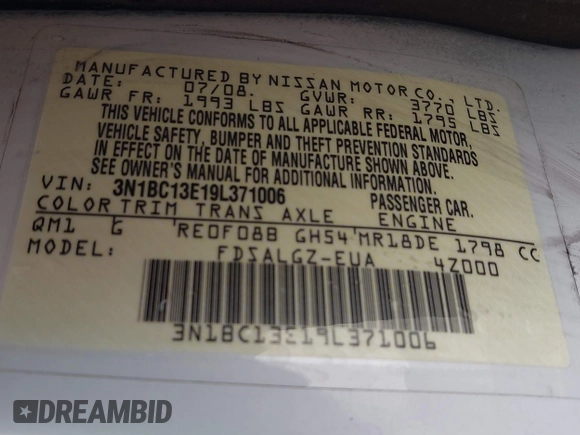 MANUFACTURED BY NISSAN MOTOR CO., LTD.
DATE: 07/08. GVWR: 3770 LBS
GAWR FR: 1993 LBS GAWR RR: 1795 LBS
THIS VEHICLE CONFORMS TO ALL APPLICABLE FEDERAL MOTOR,
VEHICLE SAFETY, BUMPER AND THEFT PREVENTION STANDARDS
IN EFFECT ON THE DATE OF MANUFACTURE SHOWN ABOVE.
SEE OWNER'S MANUAL FOR ADDITIONAL INFORMATION.
VIN: 3N1BC13E19L371006 PASSENGER CAR.
COLOR TRIM TRANS AXLE ENGINE
QM1 G RE0F08B GH54 MR18DE 1798 CC
MODEL: FDSALGZ-EUA 4Z000
3N1BC13E19L371006
DREAMBID